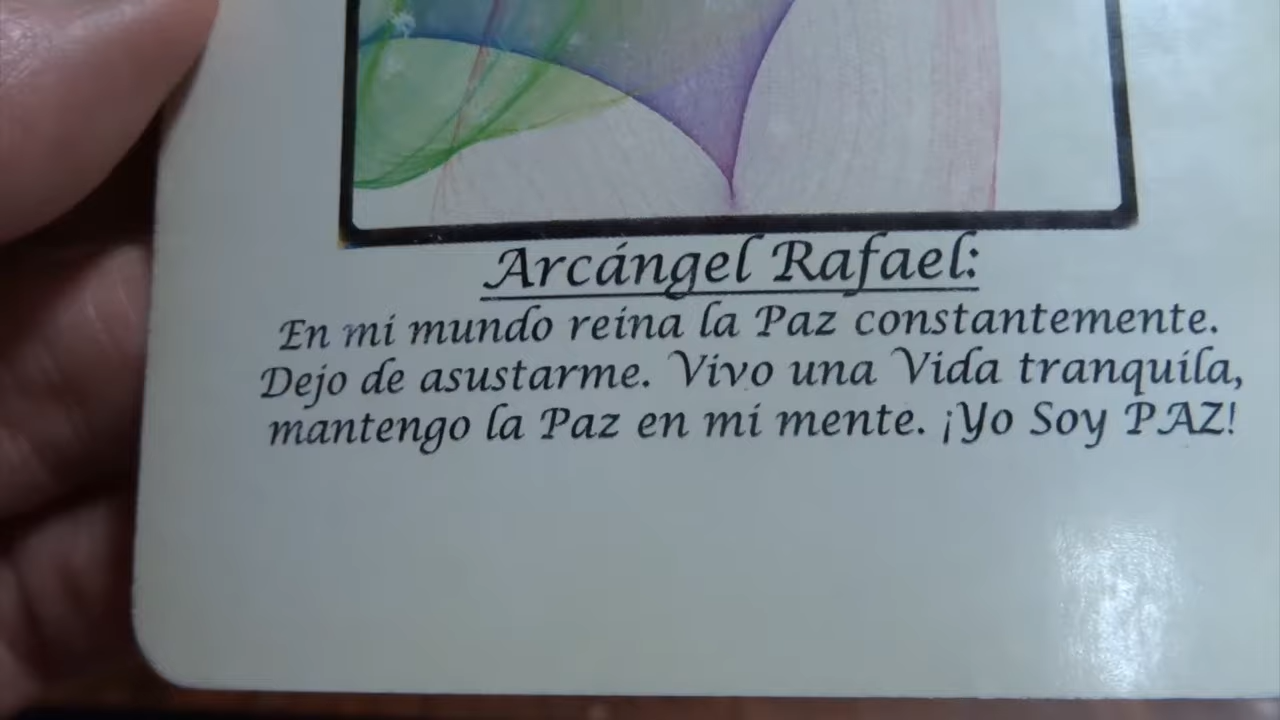 Arcángel Rafael:
En mi mundo reina la Paz constantemente.
Dejo de asustarme. Vivo una Vida tranquila,
mantengo la Paz en mi mente. ¡Yo Soy PAZ!